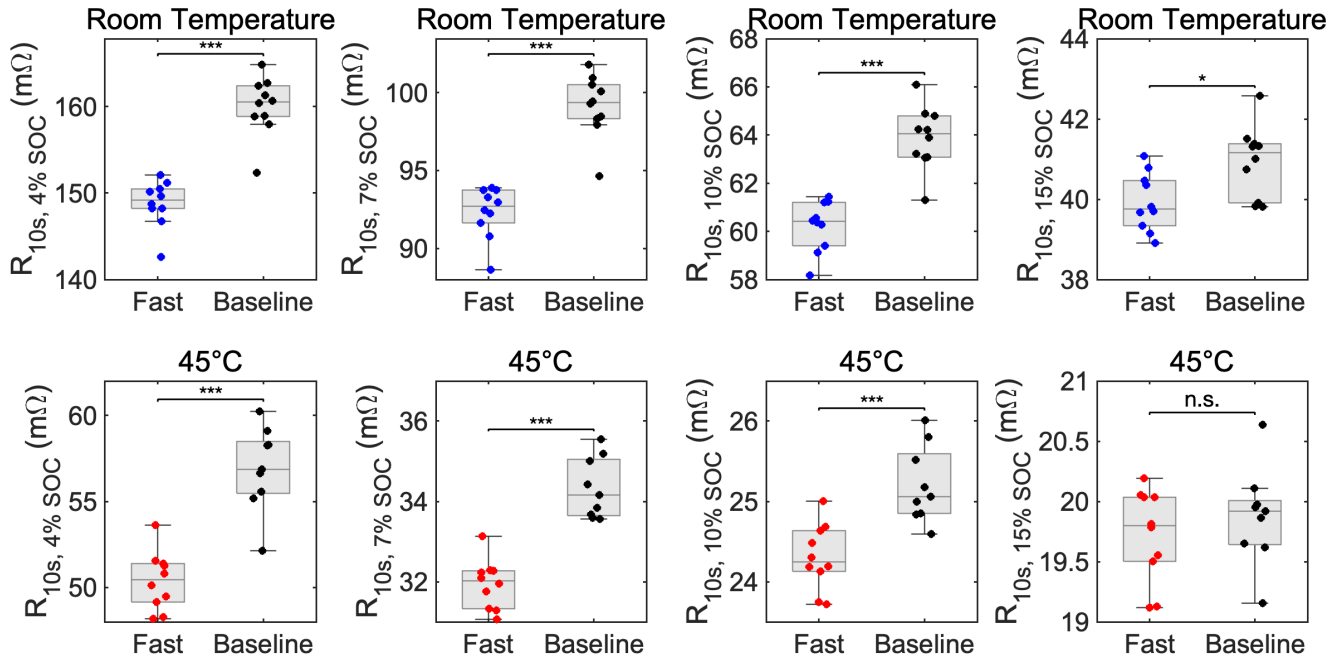 Room Temperature
R10s, 4% SOC (mΩ)
160
150
140
***
Fast Baseline
Room Temperature
R10s, 7% SOC (mΩ)
100
95
90
***
Fast Baseline
Room Temperature
R10s, 10% SOC (mΩ)
68
66
64
62
60
58
***
Fast Baseline
Room Temperature
R10s, 15% SOC (mΩ)
44
42
40
38
*
Fast Baseline
45°C
R10s, 4% SOC (mΩ)
60
55
50
***
Fast Baseline
45°C
R10s, 7% SOC (mΩ)
36
34
32
***
Fast Baseline
45°C
R10s, 10% SOC (mΩ)
26
25
24
***
Fast Baseline
45°C
R10s, 15% SOC (mΩ)
21
20.5
20
19.5
19
n.s.
Fast Baseline